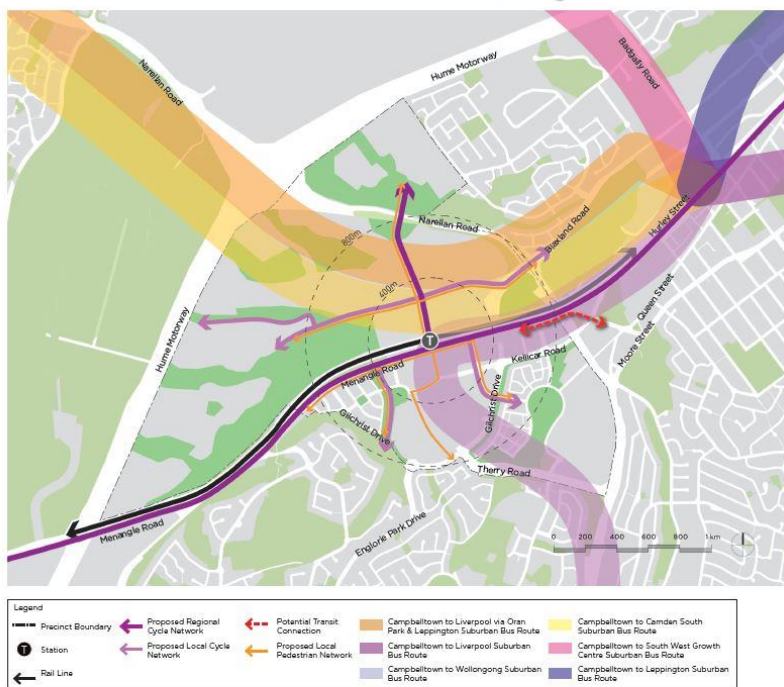 Hume Motorway
Badgally Road
Narellan Road
Narellan Road
800m
Blaxland Road
Hurley Street
400m
Queen Street
Moore Street
Hume Motorway
T
Kellicar Road
Menangle Road
Gilchrist Drive
Gilchrist Drive
Therry Road
Menangle Road
Englorie Park Drive
0 200 400 600 800 1 km
Legend
Precinct Boundary
T Station
Rail Line
Proposed Regional
Cycle Network
Proposed Local Cycle
Network
Potential Transit
Connection
Proposed Local
Pedestrian Network
Campbelltown to Liverpool via Oran
Park & Leppington Suburban Bus Route
Campbelltown to Liverpool Suburban
Bus Route
Campbelltown to Wollongong Suburban
Bus Route
Campbelltown to Camden South
Suburban Bus Route
Campbelltown to South West Growth
Centre Suburban Bus Route
Campbelltown to Leppington Suburban
Bus Route